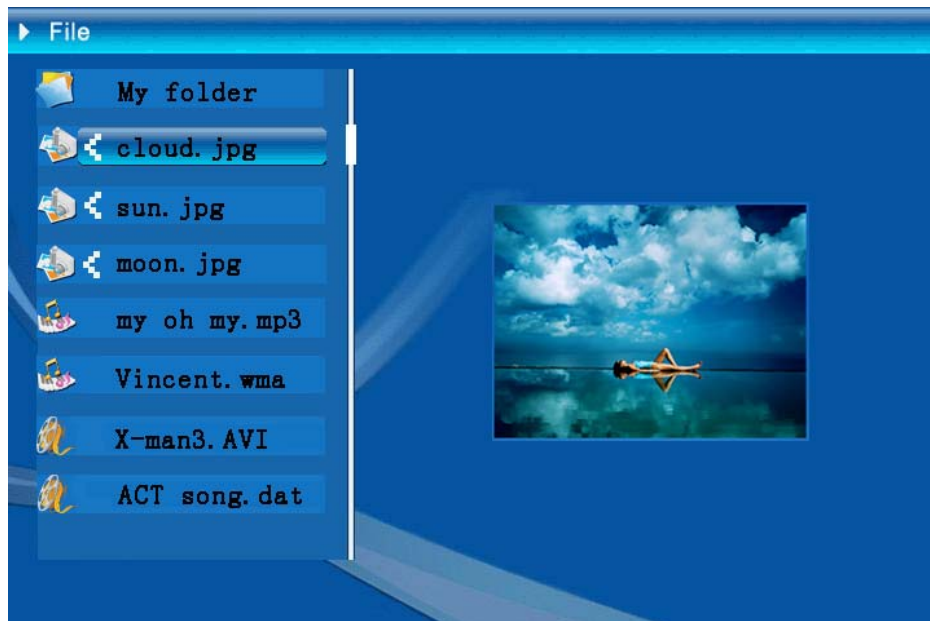 File
My folder
cloud.jpg
sun.jpg
moon.jpg
my oh my.mp3
Vincent.wma
X-man3.AVI
ACT song.dat